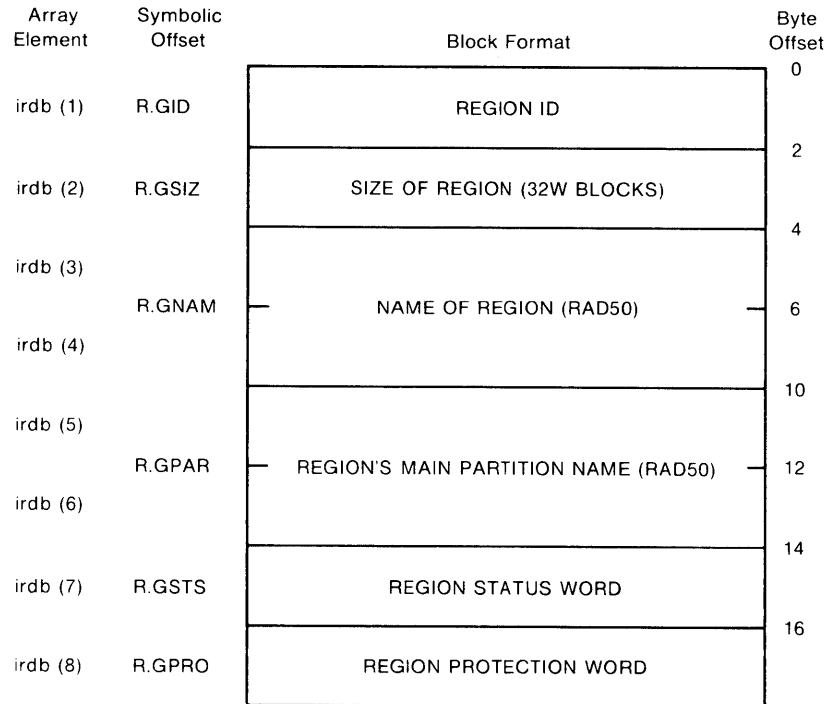 Array Symbolic Byte
Element Offset Block Format Offset
0
irdb (1) R.GID REGION ID
2
irdb (2) R.GSIZ SIZE OF REGION (32W BLOCKS)
4
irdb (3)
R.GNAM NAME OF REGION (RAD50) 6
irdb (4)
10
irdb (5)
R.GPAR REGION'S MAIN PARTITION NAME (RAD50) 12
irdb (6)
14
irdb (7) R.GSTS REGION STATUS WORD
16
irdb (8) R.GPRO REGION PROTECTION WORD